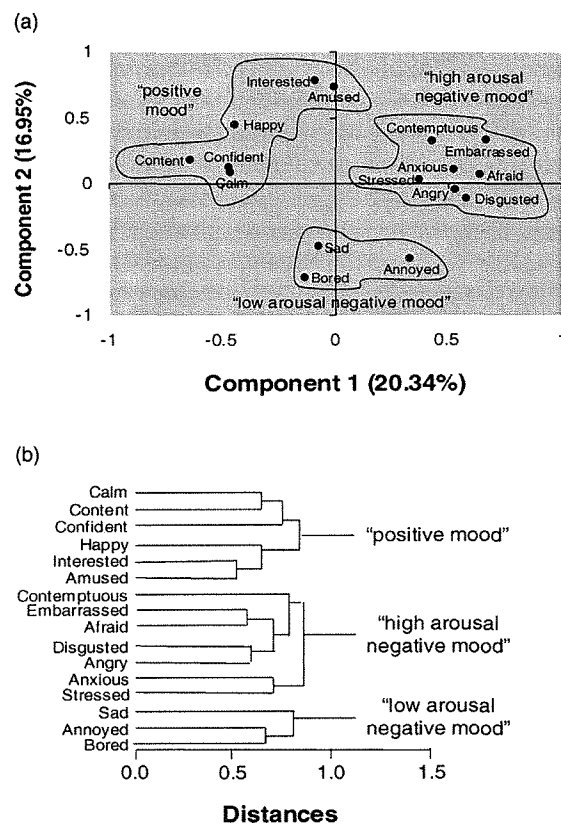 (a)
1
0.5
0
-0.5
-1
Component 2 (16.95%)
"positive
mood"
"high arousal
negative mood"
Interested
Amused
Happy
Contemptuous
Embarrassed
Content
Confident
Calm
Anxious
Stressed
Afraid
Angry
Disgusted
Sad
Bored
Annoyed
"low arousal negative mood"
-1
-0.5
0
0.5
1
Component 1 (20.34%)
(b)
Calm
Content
Confident
Happy
Interested
Amused
"positive mood"
Contemptuous
Embarrassed
Afraid
Disgusted
Angry
Anxious
Stressed
"high arousal
negative mood"
Sad
Annoyed
Bored
"low arousal
negative mood"
0.0
0.5
1.0
1.5
Distances